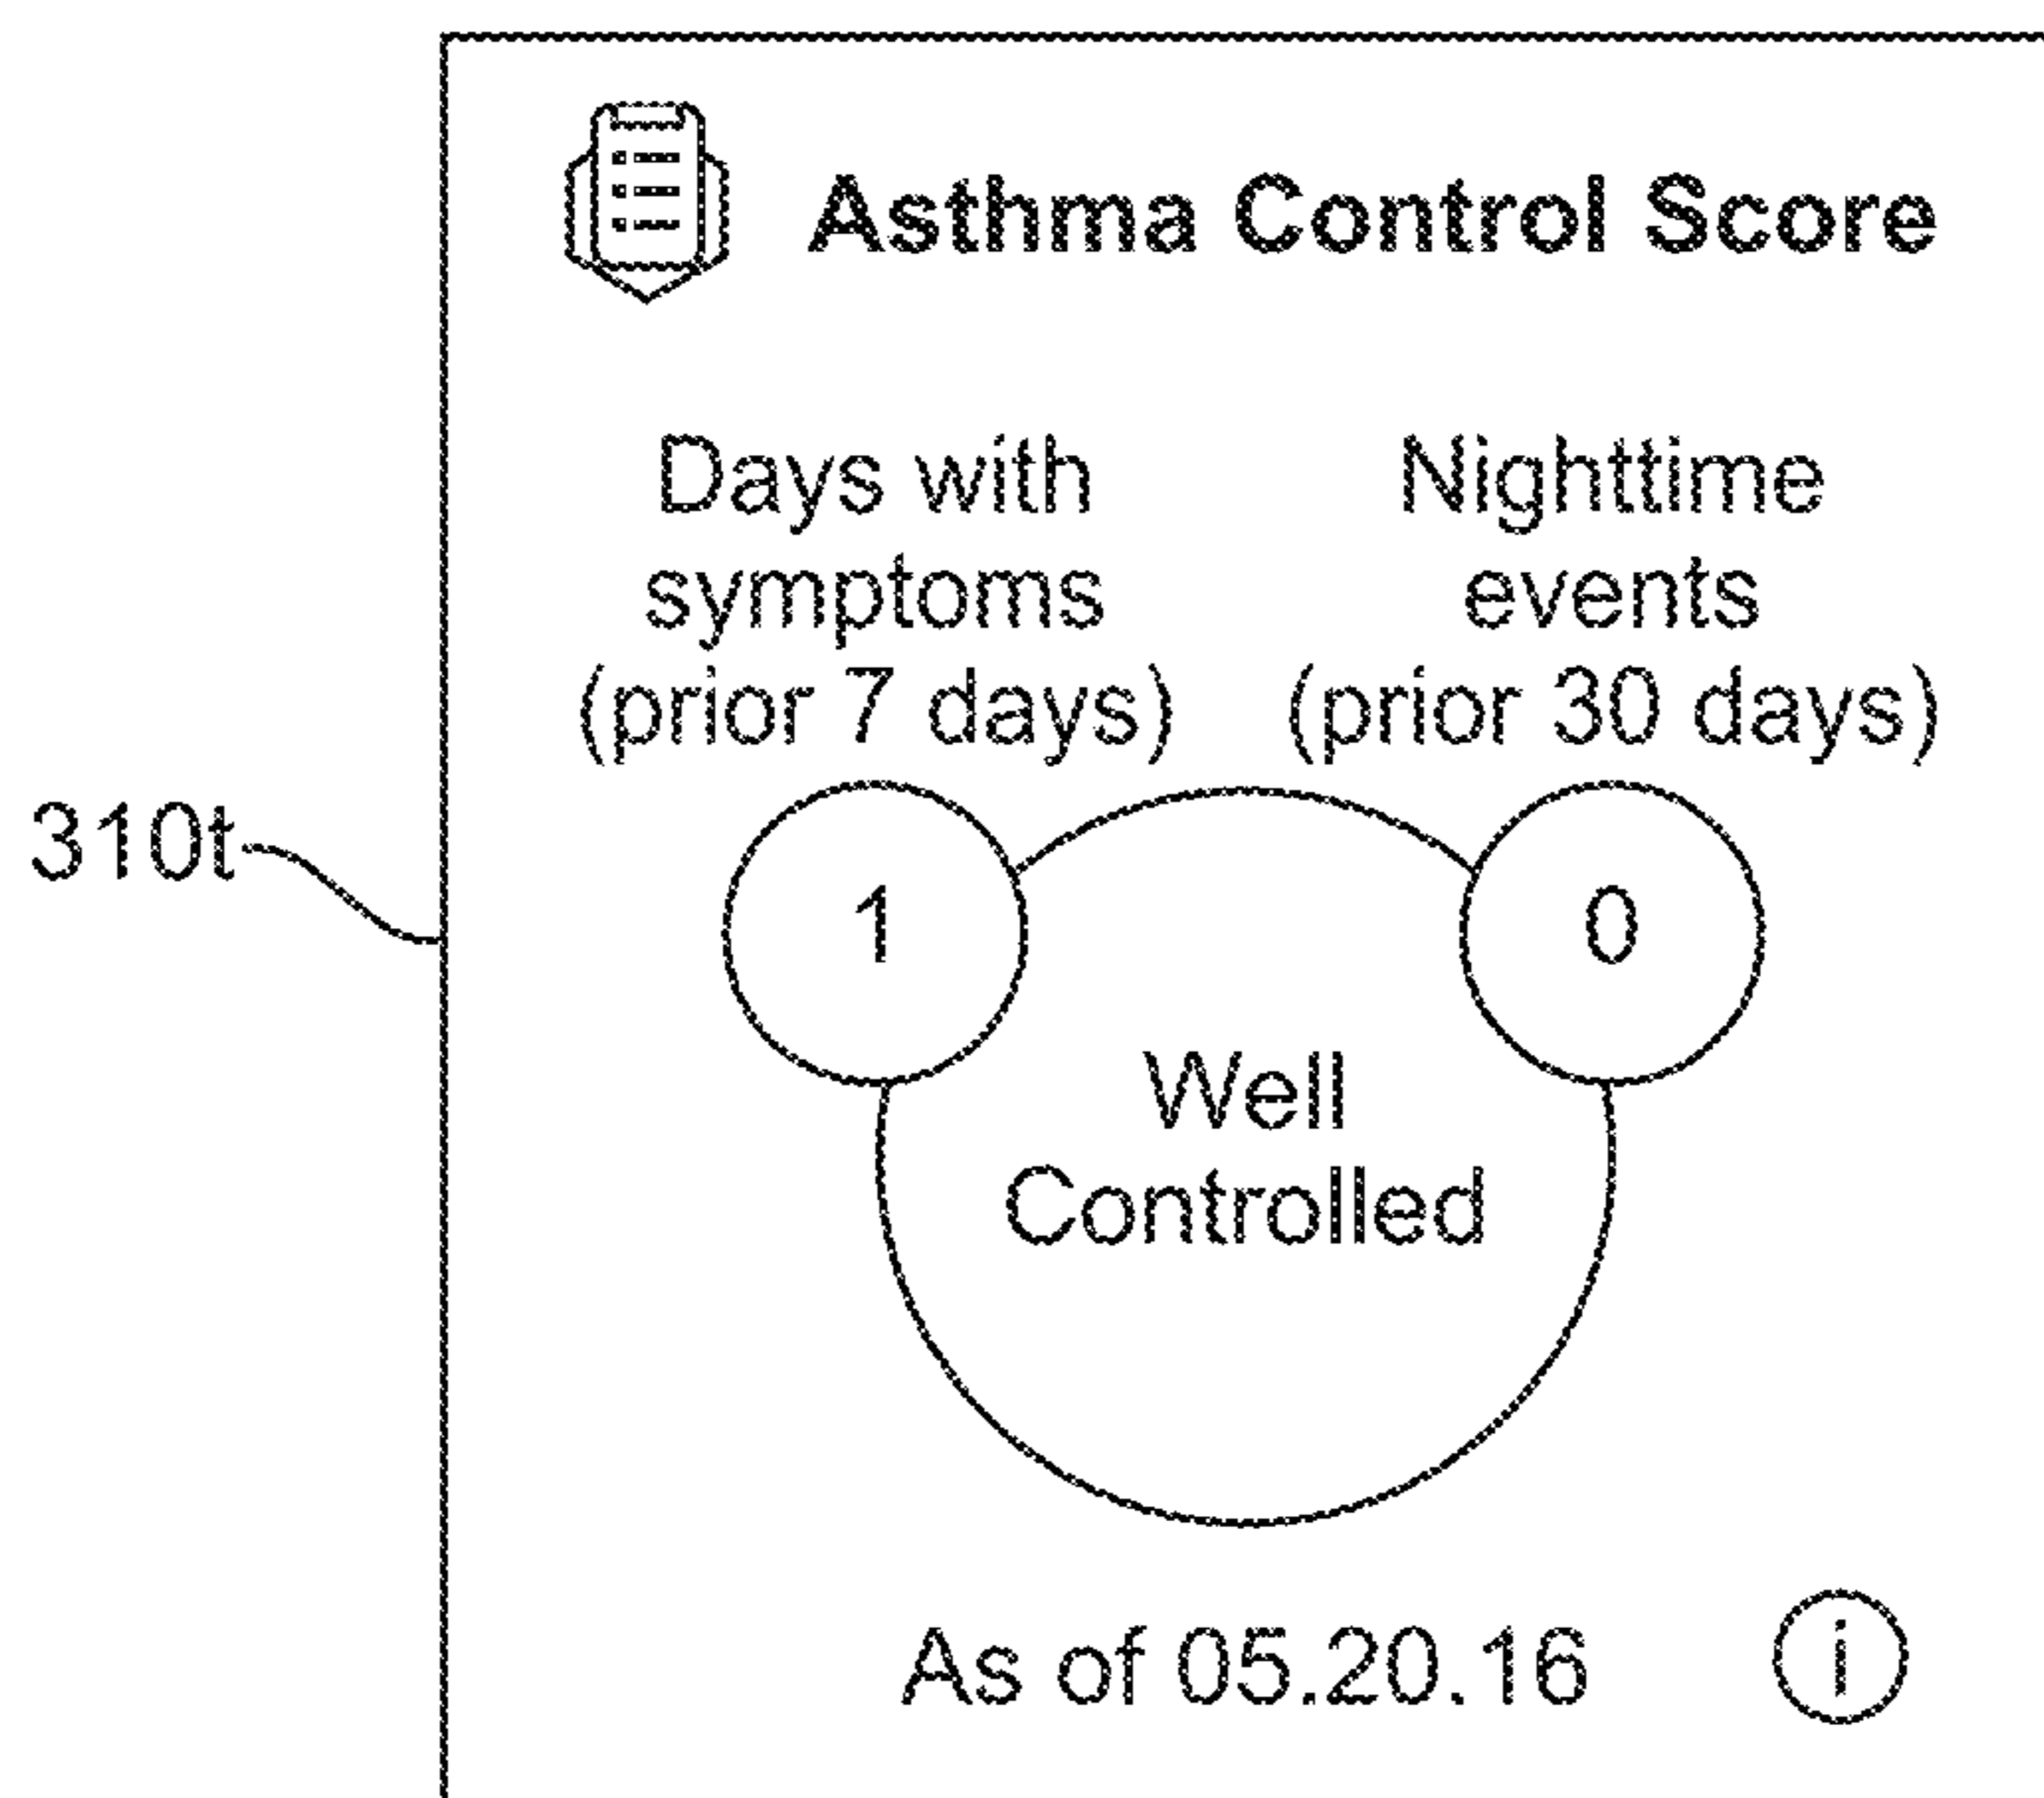 Asthma Control Score
Days with
symptoms
(prior 7 days)
Nighttime
events
(prior 30 days)
310t
1
0
Well
Controlled
As of 05.20.16
i